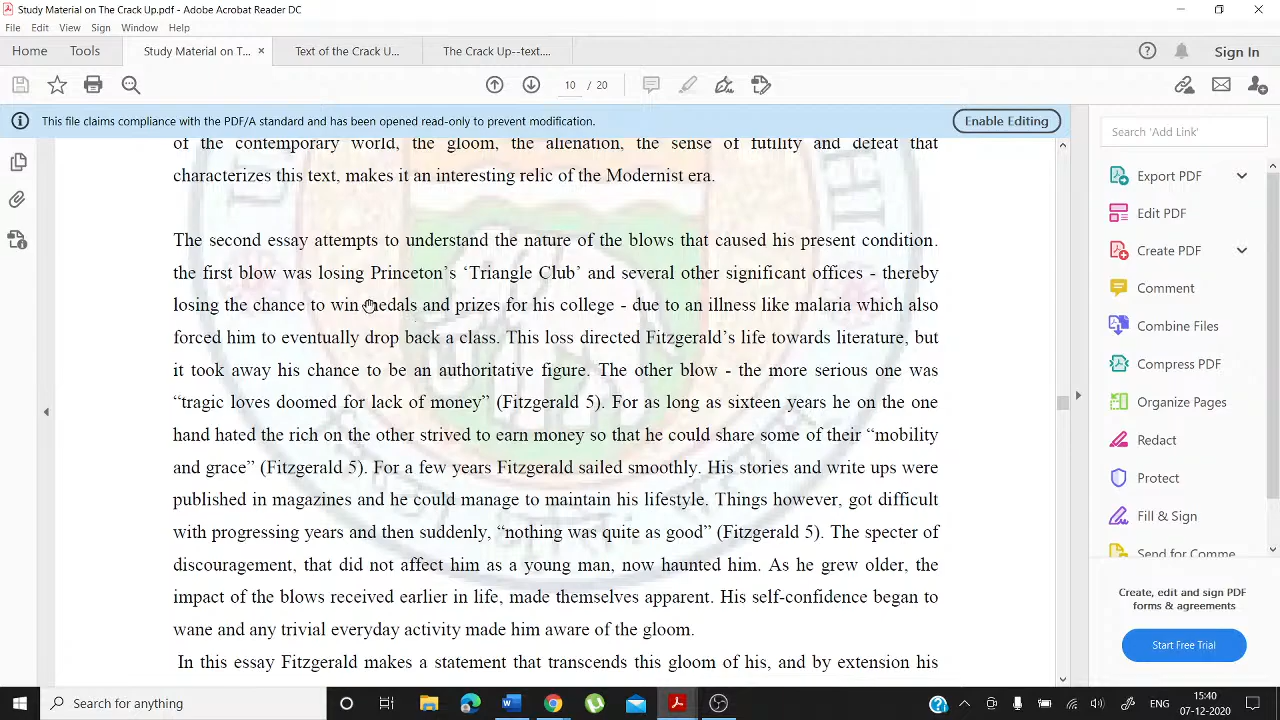 Study Material on The Crack Up.pdf - Adobe Acrobat Reader DC
File Edit View Sign Window Help
Home Tools Study Material on T... × Text of the Crack U... The Crack Up--text.... Sign In
10 / 20
This file claims compliance with the PDF/A standard and has been opened read-only to prevent modification. Enable Editing
of the contemporary world, the gloom, the alienation, the sense of futility and defeat that
characterizes this text, makes it an interesting relic of the Modernist era.
The second essay attempts to understand the nature of the blows that caused his present condition.
the first blow was losing Princeton’s ‘Triangle Club’ and several other significant offices - thereby
losing the chance to win medals and prizes for his college - due to an illness like malaria which also
forced him to eventually drop back a class. This loss directed Fitzgerald’s life towards literature, but
it took away his chance to be an authoritative figure. The other blow - the more serious one was
“tragic loves doomed for lack of money” (Fitzgerald 5). For as long as sixteen years he on the one
hand hated the rich on the other strived to earn money so that he could share some of their “mobility
and grace” (Fitzgerald 5). For a few years Fitzgerald sailed smoothly. His stories and write ups were
published in magazines and he could manage to maintain his lifestyle. Things however, got difficult
with progressing years and then suddenly, “nothing was quite as good” (Fitzgerald 5). The specter of
discouragement, that did not affect him as a young man, now haunted him. As he grew older, the
impact of the blows received earlier in life, made themselves apparent. His self-confidence began to
wane and any trivial everyday activity made him aware of the gloom.
In this essay Fitzgerald makes a statement that transcends this gloom of his, and by extension his
Search 'Add Link'
Export PDF
Edit PDF
Create PDF
Comment
Combine Files
Compress PDF
Organize Pages
Redact
Protect
Fill & Sign
Send for Comme
Create, edit and sign PDF
forms & agreements
Start Free Trial
Search for anything
ENG
15:40
07-12-2020